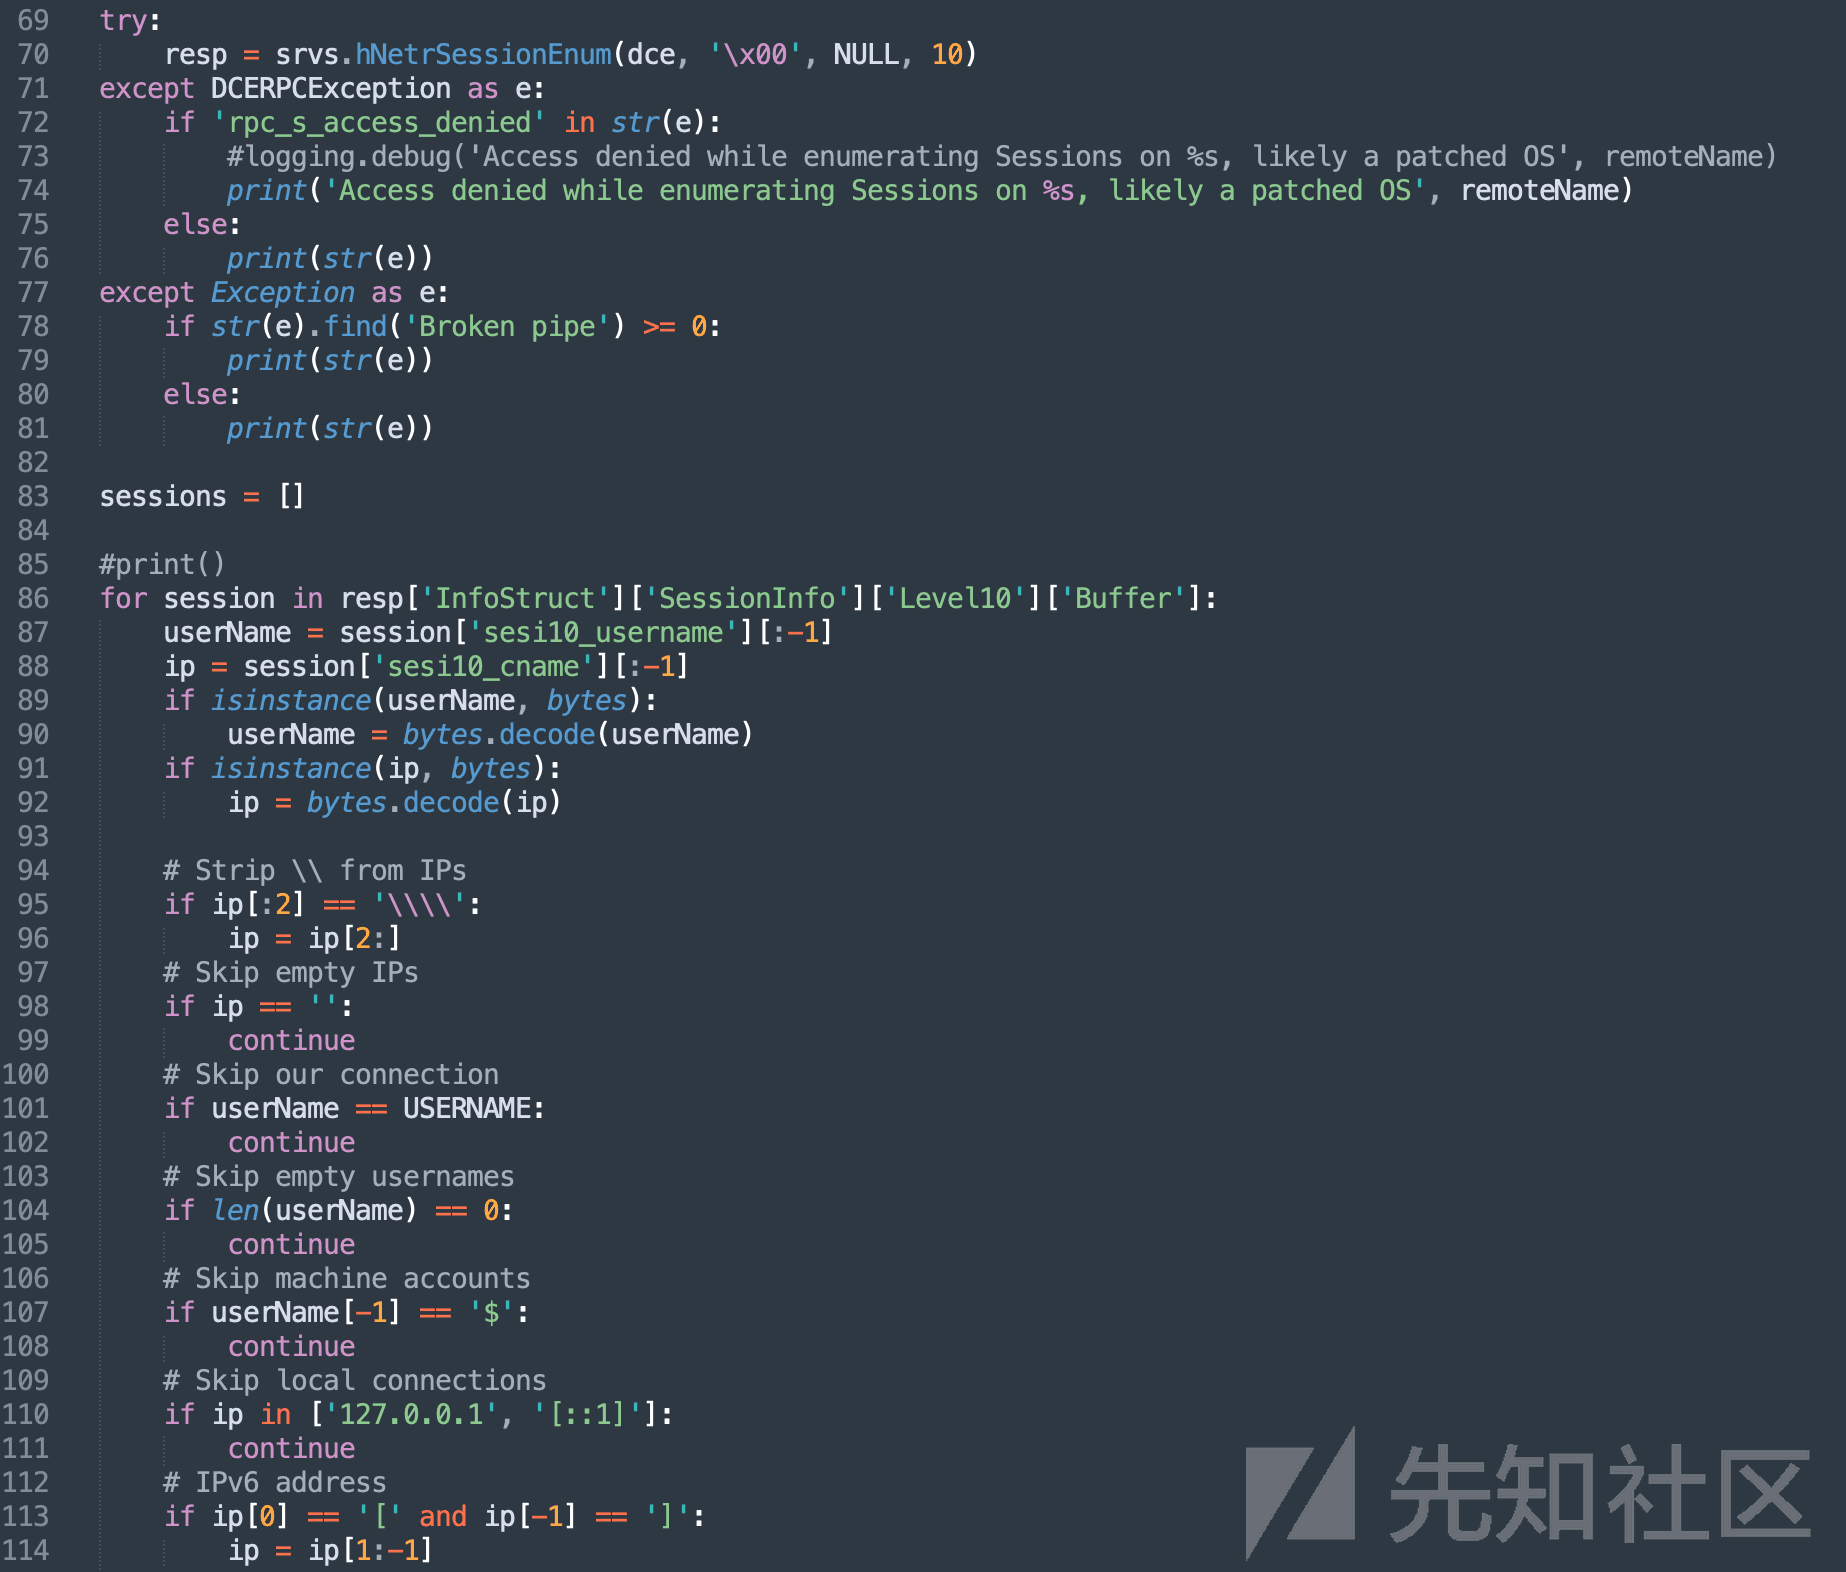 69 try:
70 resp = srvs.hNetrSessionEnum(dce, '\x00', NULL, 10)
71 except DCERPCException as e:
72 if 'rpc_s_access_denied' in str(e):
73 #logging.debug('Access denied while enumerating Sessions on %s, likely a patched OS', remoteName)
74 print('Access denied while enumerating Sessions on %s, likely a patched OS', remoteName)
75 else:
76 print(str(e))
77 except Exception as e:
78 if str(e).find('Broken pipe') >= 0:
79 print(str(e))
80 else:
81 print(str(e))
82
83 sessions = []
84
85 #print()
86 for session in resp['InfoStruct']['SessionInfo']['Level10']['Buffer']:
87 userName = session['sesi10_username'][:-1]
88 ip = session['sesi10_cname'][:-1]
89 if isinstance(userName, bytes):
90 userName = bytes.decode(userName)
91 if isinstance(ip, bytes):
92 ip = bytes.decode(ip)
93
94 # Strip \\ from IPs
95 if ip[:2] == '\\\\':
96 ip = ip[2:]
97 # Skip empty IPs
98 if ip == '':
99 continue
100 # Skip our connection
101 if userName == USERNAME:
102 continue
103 # Skip empty usernames
104 if len(userName) == 0:
105 continue
106 # Skip machine accounts
107 if userName[-1] == '$':
108 continue
109 # Skip local connections
110 if ip in ['127.0.0.1', '[::1]']:
111 continue
112 # IPv6 address
113 if ip[0] == '[' and ip[-1] == ']':
114 ip = ip[1:-1]
先知社区